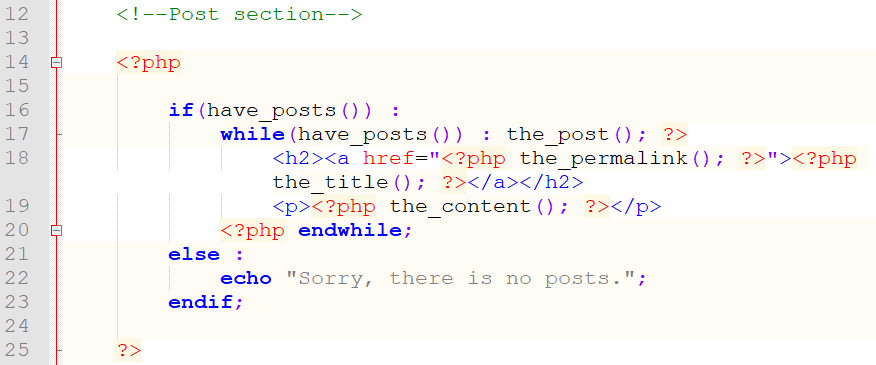 12 <!--Post section-->
13
14 <?php
15
16 if(have_posts()) :
17 while(have_posts()) : the_post(); ?>
18 <h2><a href="<?php the_permalink(); ?>"><?php
the_title(); ?></a></h2>
19 <p><?php the_content(); ?></p>
20 <?php endwhile;
21 else :
22 echo "Sorry, there is no posts.";
23 endif;
24
25 ?>